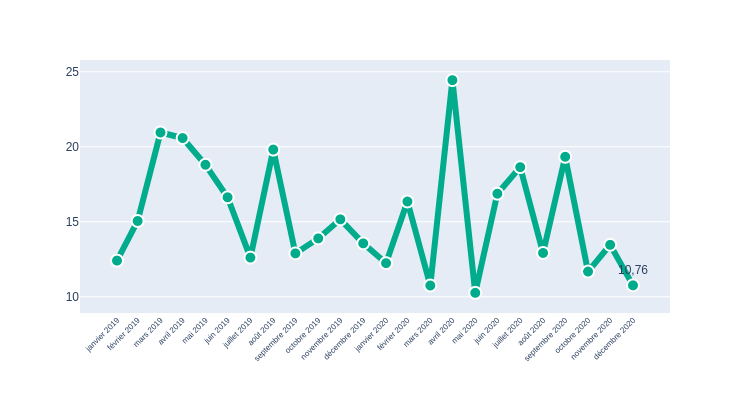 25
20
15
10
10,76
janvier 2019
février 2019
mars 2019
avril 2019
mai 2019
juin 2019
juillet 2019
août 2019
septembre 2019
octobre 2019
novembre 2019
décembre 2019
janvier 2020
février 2020
mars 2020
avril 2020
mai 2020
juin 2020
juillet 2020
août 2020
septembre 2020
octobre 2020
novembre 2020
décembre 2020